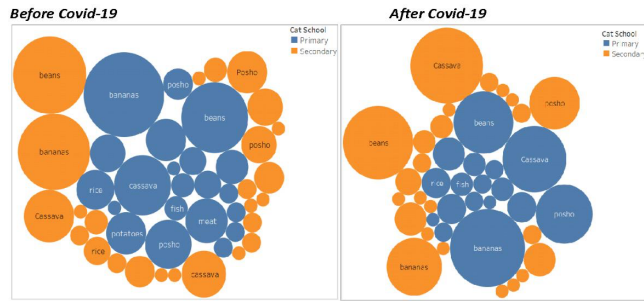 Before Covid-19
After Covid-19
Cat School
Primary
Secondary
beans
bananas
posho
Posho
beans
bananas
posho
cassava
rice
fish
Cassava
potatoes
meat
posho
rice
cassava
Cat School
Primary
Secondary
Cassava
posho
beans
beans
Cassava
rice
fish
posho
bananas
bananas